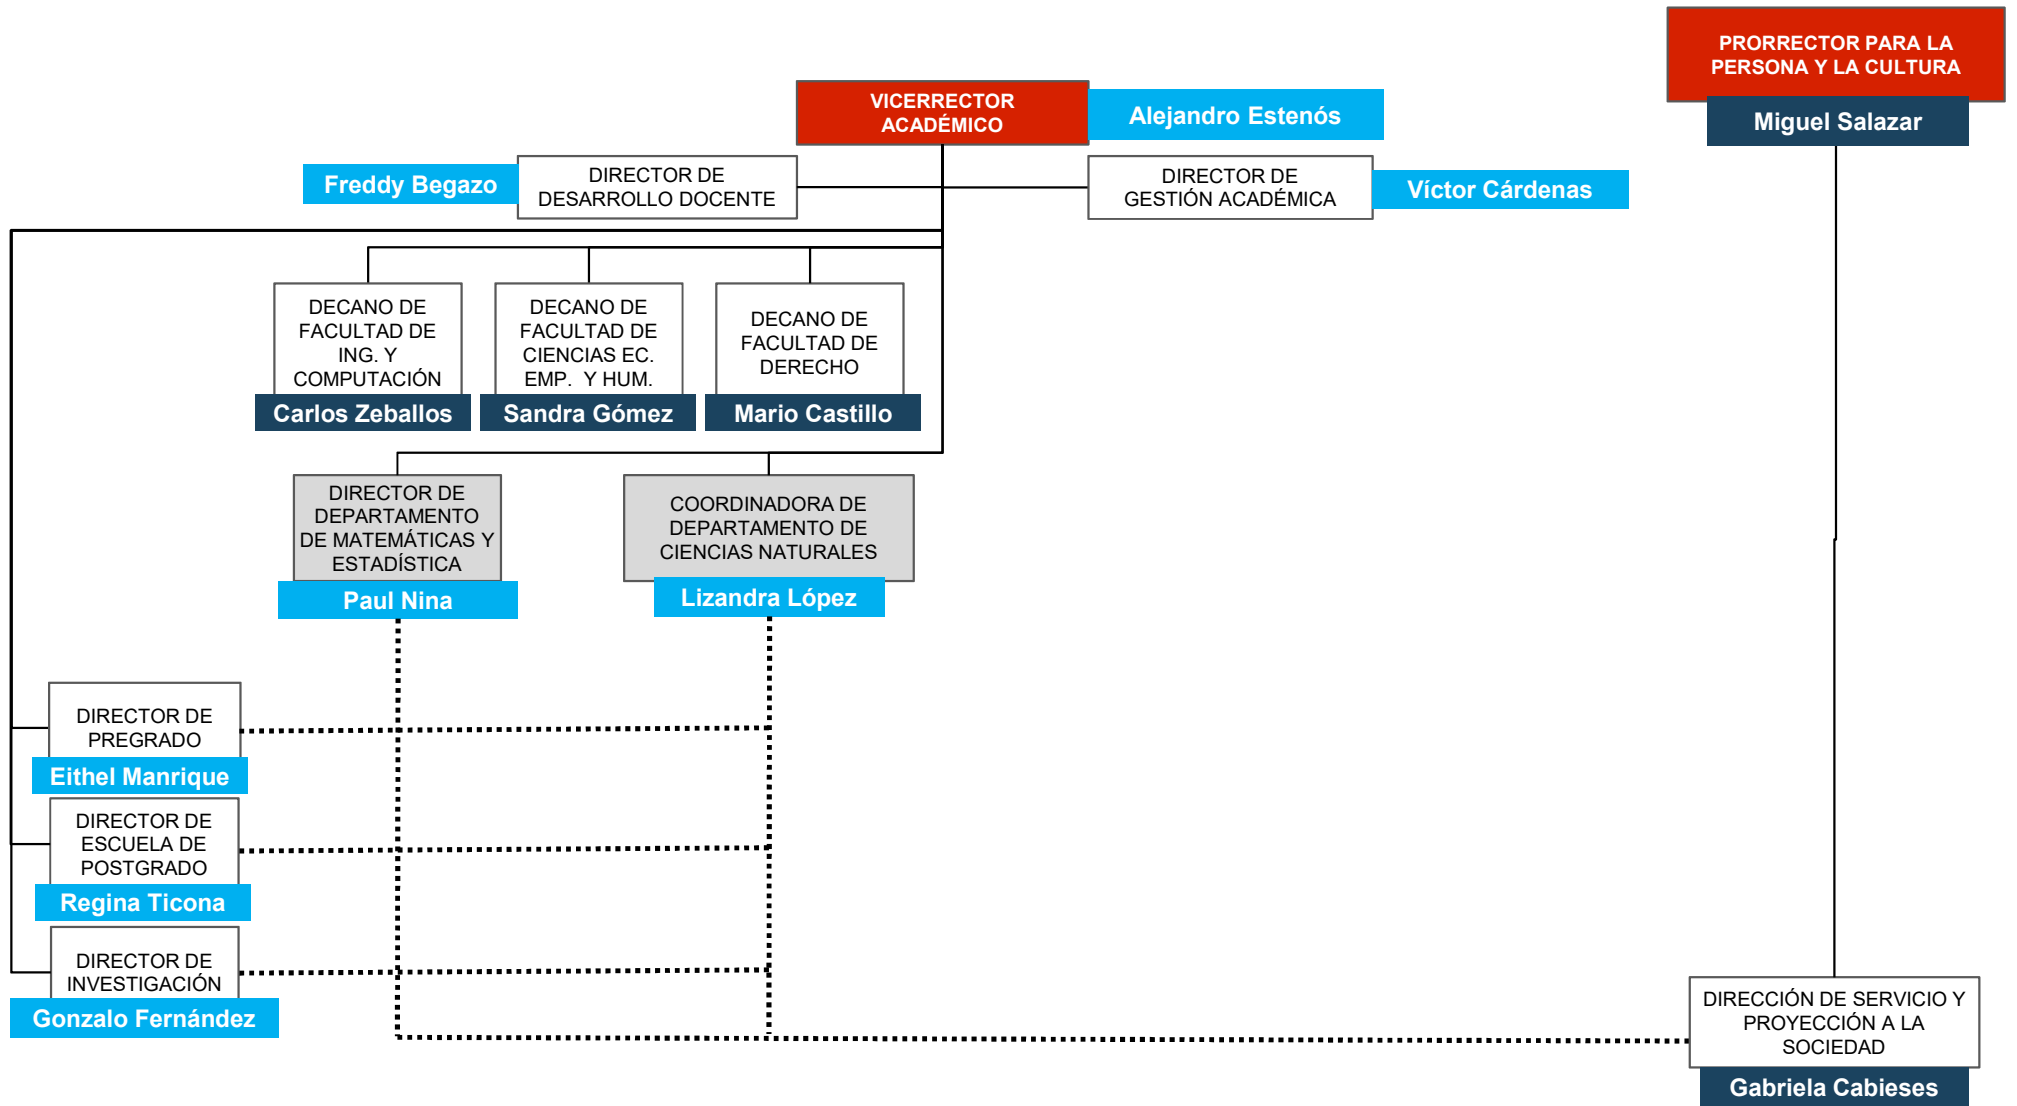 PRORRECTOR PARA LA
PERSONA Y LA CULTURA
Miguel Salazar
VICERRECTOR
ACADÉMICO
Alejandro Estenós
Freddy Begazo
DIRECTOR DE
DESARROLLO DOCENTE
DIRECTOR DE
GESTIÓN ACADÉMICA
Víctor Cárdenas
DECANO DE
FACULTAD DE
ING. Y
COMPUTACIÓN
Carlos Zeballos
DECANO DE
FACULTAD DE
CIENCIAS EC.
EMP. Y HUM.
Sandra Gómez
DECANO DE
FACULTAD DE
DERECHO
Mario Castillo
DIRECTOR DE
DEPARTAMENTO
DE MATEMÁTICAS Y
ESTADÍSTICA
Paul Nina
COORDINADORA DE
DEPARTAMENTO DE
CIENCIAS NATURALES
Lizandra López
DIRECTOR DE
PREGRADO
Eithel Manrique
DIRECTOR DE
ESCUELA DE
POSTGRADO
Regina Ticona
DIRECTOR DE
INVESTIGACIÓN
Gonzalo Fernández
DIRECCIÓN DE SERVICIO Y
PROYECCIÓN A LA
SOCIEDAD
Gabriela Cabieses